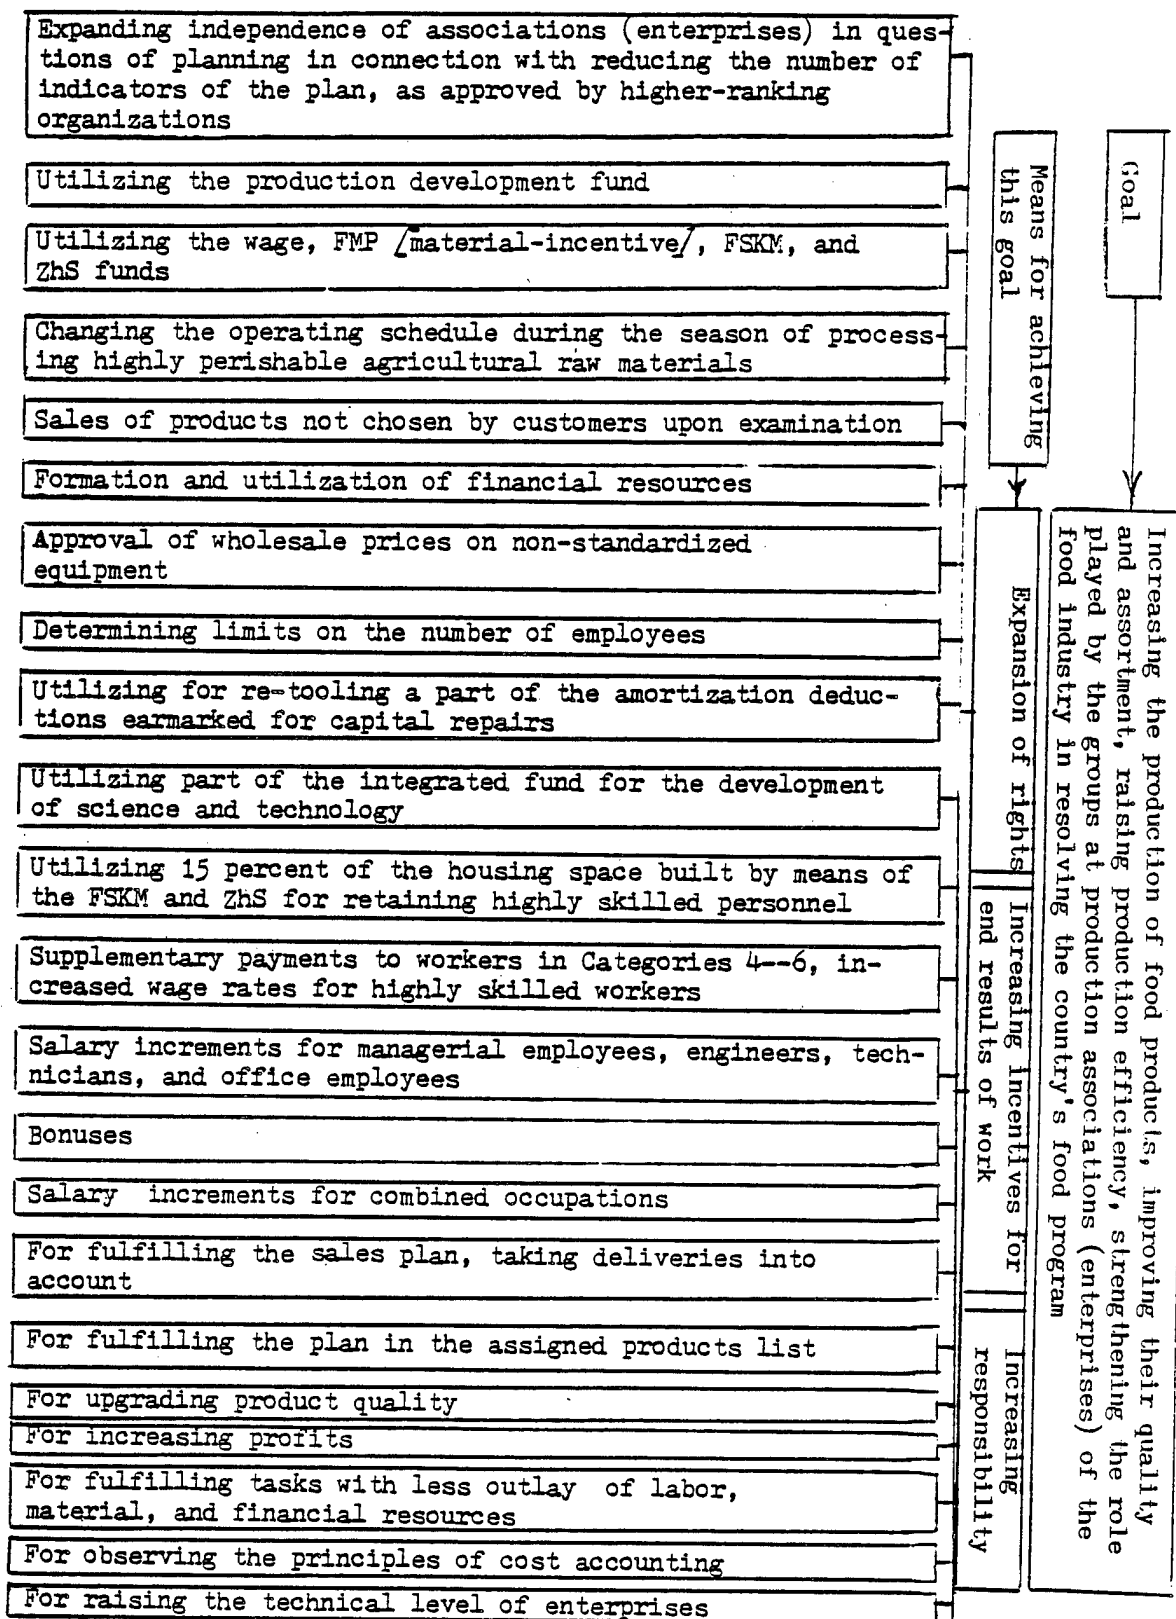 Expanding independence of associations (enterprises) in ques-
tions of planning in connection with reducing the number of
indicators of the plan, as approved by higher-ranking
organizations
Utilizing the production development fund
Utilizing the wage, FMP [material-incentive], FSKM, and
ZhS funds
Changing the operating schedule during the season of process-
ing highly perishable agricultural raw materials
Sales of products not chosen by customers upon examination
Formation and utilization of financial resources
Approval of wholesale prices on non-standardized
equipment
Determining limits on the number of employees
Utilizing for re-tooling a part of the amortization deduc-
tions earmarked for capital repairs
Utilizing part of the integrated fund for the development
of science and technology
Utilizing 15 percent of the housing space built by means of
the FSKM and ZhS for retaining highly skilled personnel
Supplementary payments to workers in Categories 4--6, in-
creased wage rates for highly skilled workers
Salary increments for managerial employees, engineers, tech-
nicians, and office employees
Bonuses
Salary increments for combined occupations
For fulfilling the sales plan, taking deliveries into
account
For fulfilling the plan in the assigned products list
For upgrading product quality
For increasing profits
For fulfilling tasks with less outlay of labor,
material, and financial resources
For observing the principles of cost accounting
For raising the technical level of enterprises
Means for achieving
this goal
Expansion of rights
Increasing incentives for
end results of work
Increasing
responsibility
Goal
Increasing the production of food products, improving their quality
and assortment, raising production efficiency, strengthening the role
played by the groups at production associations (enterprises) of the
food industry in resolving the country's food program